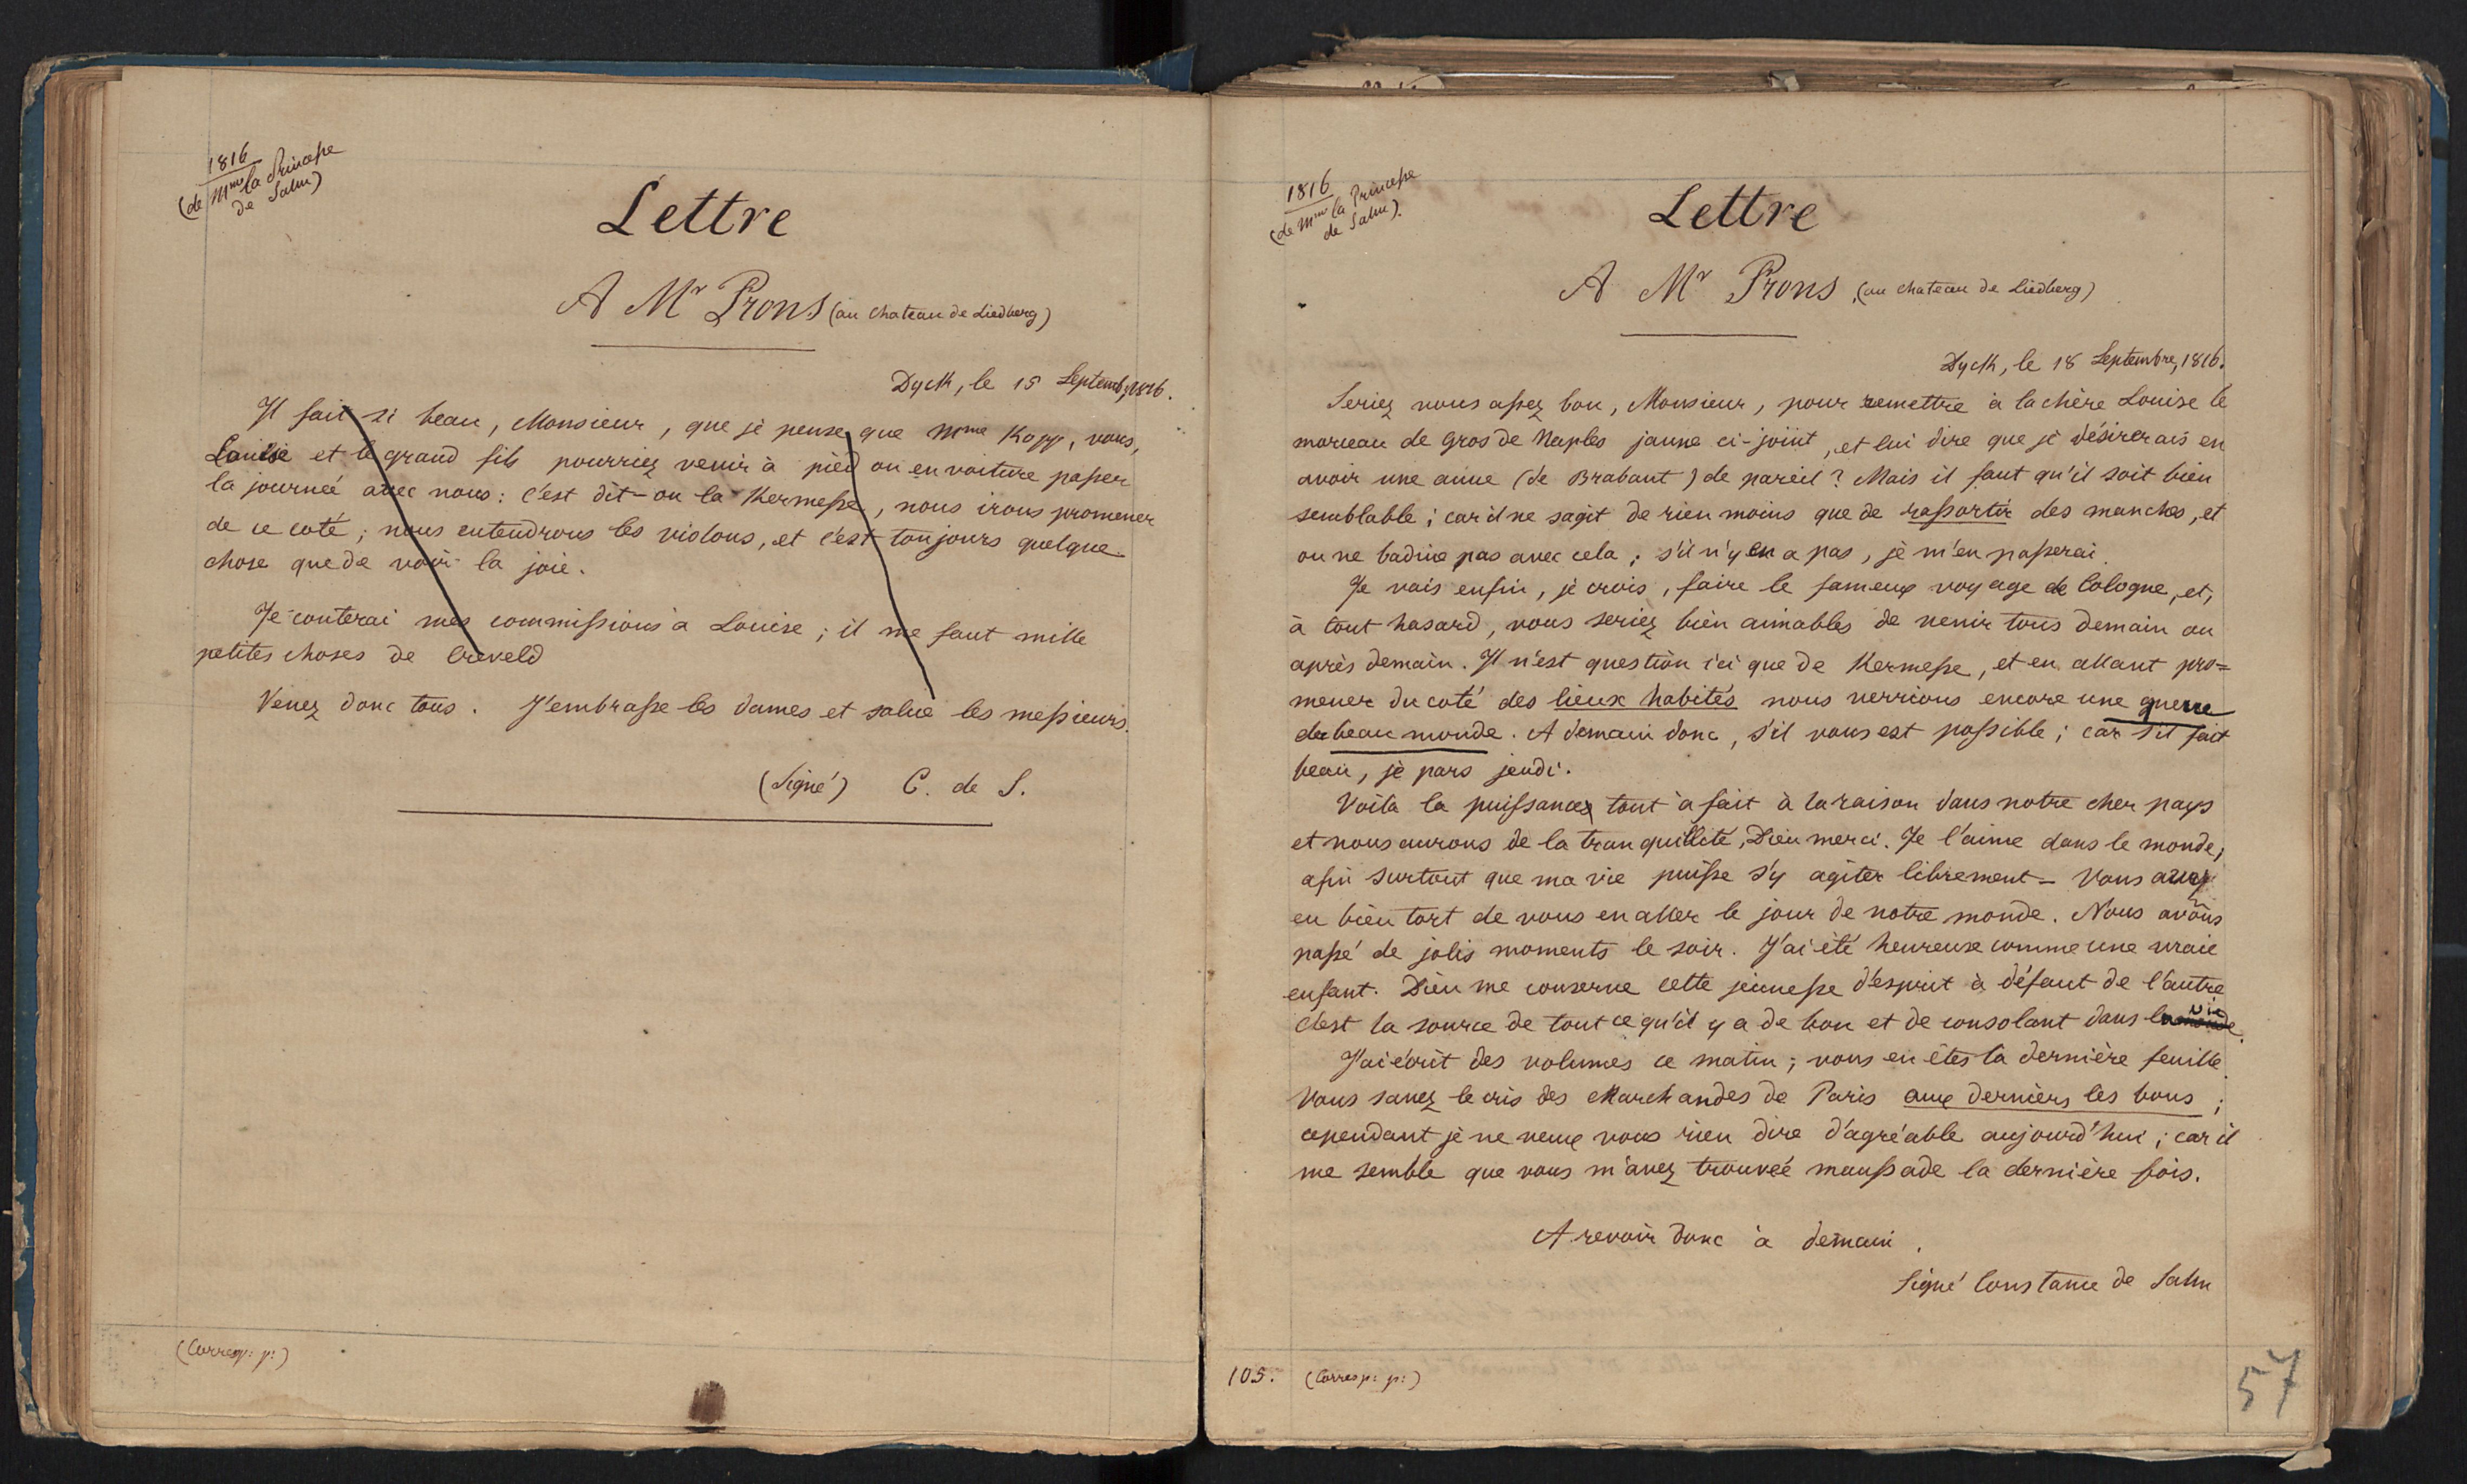 1816
(de Mme la Princesse
de Salm)
Lettre
A Mr Prons (au chateau de Liedberg)
Dyck, le 15 Septemb, 1816.
Il fait si beau, Monsieur, que je pense que Mme Kopp, vous,
Louise et le grand fils pourriez venir à pied ou en voiture passer
la journeé avec nous: c'est dit-on la Kermesse, nous irons promener
de ce coté; nous entendrons les violons, et c'est toujours quelque
chose que de voir la joie.
Je conterai mes commissions à Louise; il me faut mille
petites choses de Creveld
Venez donc tous. J'embrasse les dames et salue les messieurs.
(Signé) C. de S.
(Corresp: p:)
1816
(de Mme la Princesse
de Salm).
Lettre
A Mr Prons, (au chateau de Liedberg)
Dyck, le 18 Septembre, 1816.
Seriez vous assez bon, Monsieur, pour remettre à la chère Louise le
morceau de Gros de Naples jaune ci-joint, et lui dire que je désirerais en
avoir une aune (de Brabant) de pareil? Mais il faut qu'il soit bien
semblable; car il ne sagit de rien moins que de rassortir des manches, et
on ne badine pas avec cela; s'il n'y en a pas, je m'en passerai.
Je vais enfin, je crois, faire le fameux voyage de Cologne, et,
à tout hasard, vous seriez bien aimables de venir tous demain ou
après demain. Il n'est question ici que de Kermesse, et en allant pro=
mener du coté des lieux habités nous verrions encore une queue
du beau monde. A demain donc, s'il vous est possible; car s'il fait
beau, je pars jeudi.
Voila la puissance tout à fait à la raison dans notre cher pays
et nous aurons de la tranquillité, Dieu merci. Je l'aime dans le monde,
afin surtout que ma vie puisse s'y agiter librement - Vous avez
eu bien tort de vous en aller le jour de notre monde. Nous avons
passé de jolis moments le soir. J'ai été heureuse comme une vraie
enfant. Dieu me conserve cette jeunesse d'esprit à défaut de l'autre
c'est la source de tout ce qu'il y a de bon et de consolant dans la vie.
J'ai écrit des volumes ce matin; vous en êtes la dernière feuille.
Vous savez le cris des Marchandes de Paris aux derniers les bons;
cependant je ne veux vous rien dire d'agréable aujourd'hui; car il
me semble que vous m'avez trouveé maussade la dernière fois.
A revoir donc à demain.
Signé Constance de Salm
105. (Corresp: p:)
57